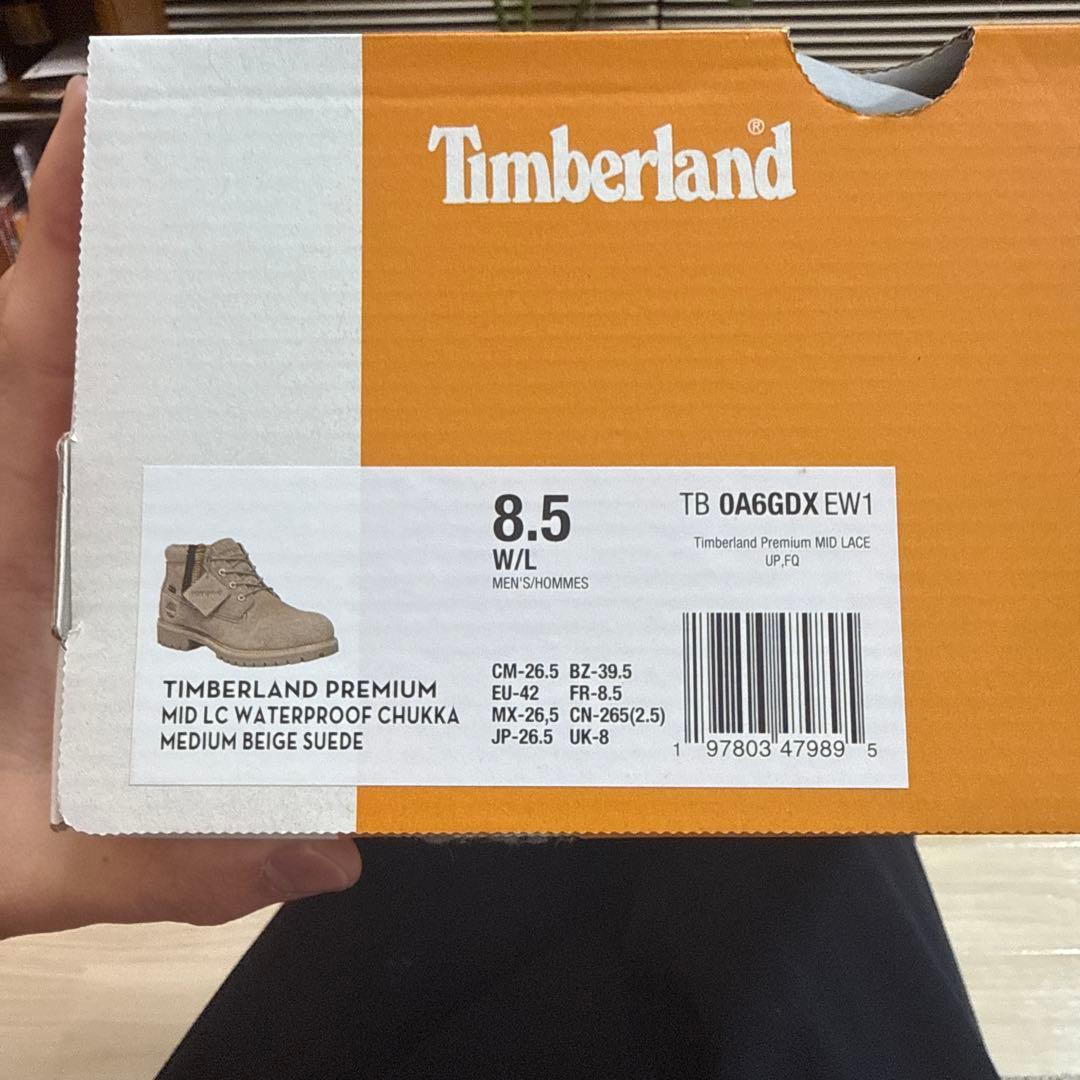 Timberland®
8.5
W/L
MEN'S/HOMMES
TB 0A6GDX EW1
Timberland Premium MID LACE
UP,FQ
TIMBERLAND PREMIUM
MID LC WATERPROOF CHUKKA
MEDIUM BEIGE SUEDE
CM-26.5 BZ-39.5
EU-42 FR-8.5
MX-26,5 CN-265(2.5)
JP-26.5 UK-8
1 97803 47989 5